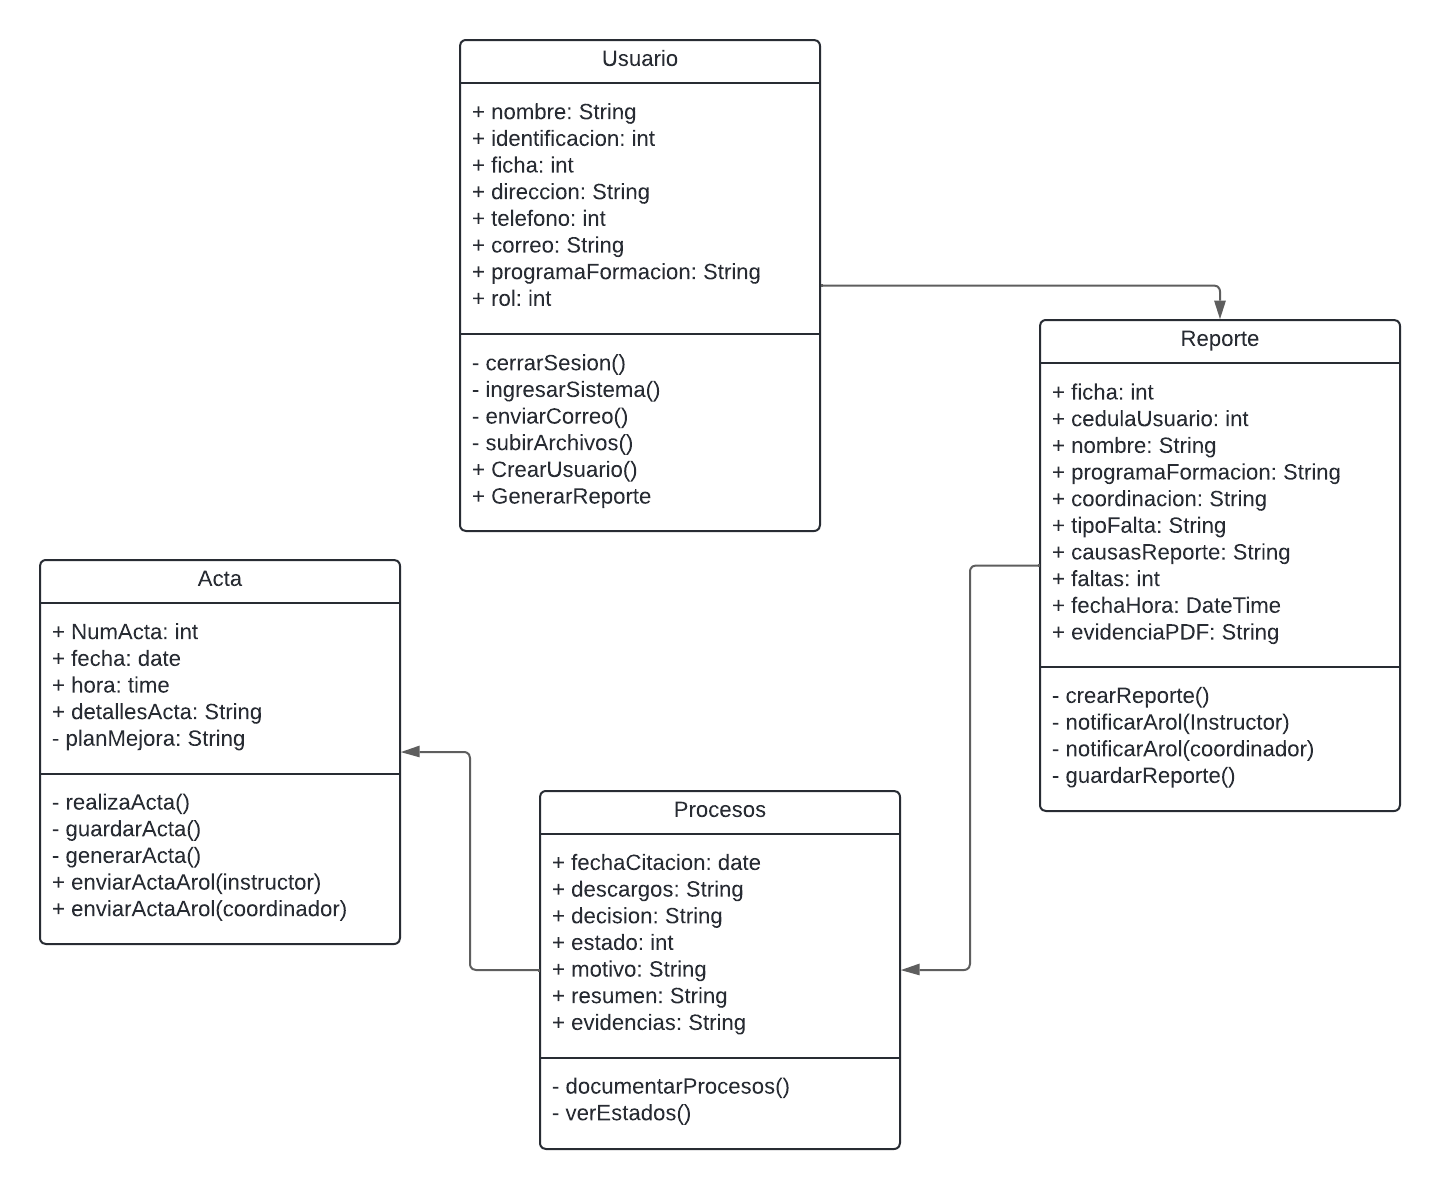 Usuario
+ nombre: String
+ identificacion: int
+ ficha: int
+ direccion: String
+ telefono: int
+ correo: String
+ programaFormacion: String
+ rol: int
- cerrarSesion()
- ingresarSistema()
- enviarCorreo()
- subirArchivos()
+ CrearUsuario()
+ GenerarReporte
Reporte
+ ficha: int
+ cedulaUsuario: int
+ nombre: String
+ programaFormacion: String
+ coordinacion: String
+ tipoFalta: String
+ causasReporte: String
+ faltas: int
+ fechaHora: DateTime
+ evidenciaPDF: String
- crearReporte()
- notificarArol(Instructor)
- notificarArol(coordinador)
- guardarReporte()
Acta
+ NumActa: int
+ fecha: date
+ hora: time
+ detallesActa: String
- planMejora: String
- realizaActa()
- guardarActa()
- generarActa()
+ enviarActaArol(instructor)
+ enviarActaArol(coordinador)
Procesos
+ fechaCitacion: date
+ descargos: String
+ decision: String
+ estado: int
+ motivo: String
+ resumen: String
+ evidencias: String
- documentarProcesos()
- verEstados()